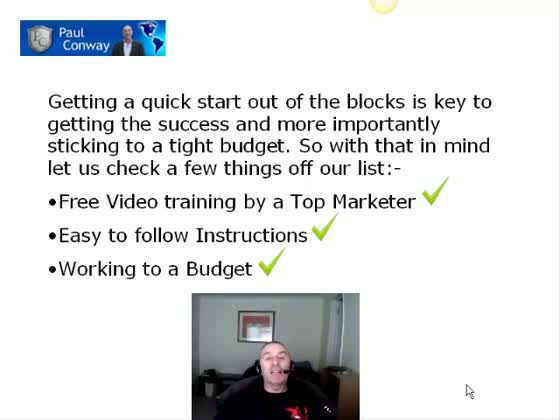 Paul
Conway
PC
Getting a quick start out of the blocks is key to
getting the success and more importantly
sticking to a tight budget. So with that in mind
let us check a few things off our list:-
•Free Video training by a Top Marketer
•Easy to follow Instructions
•Working to a Budget